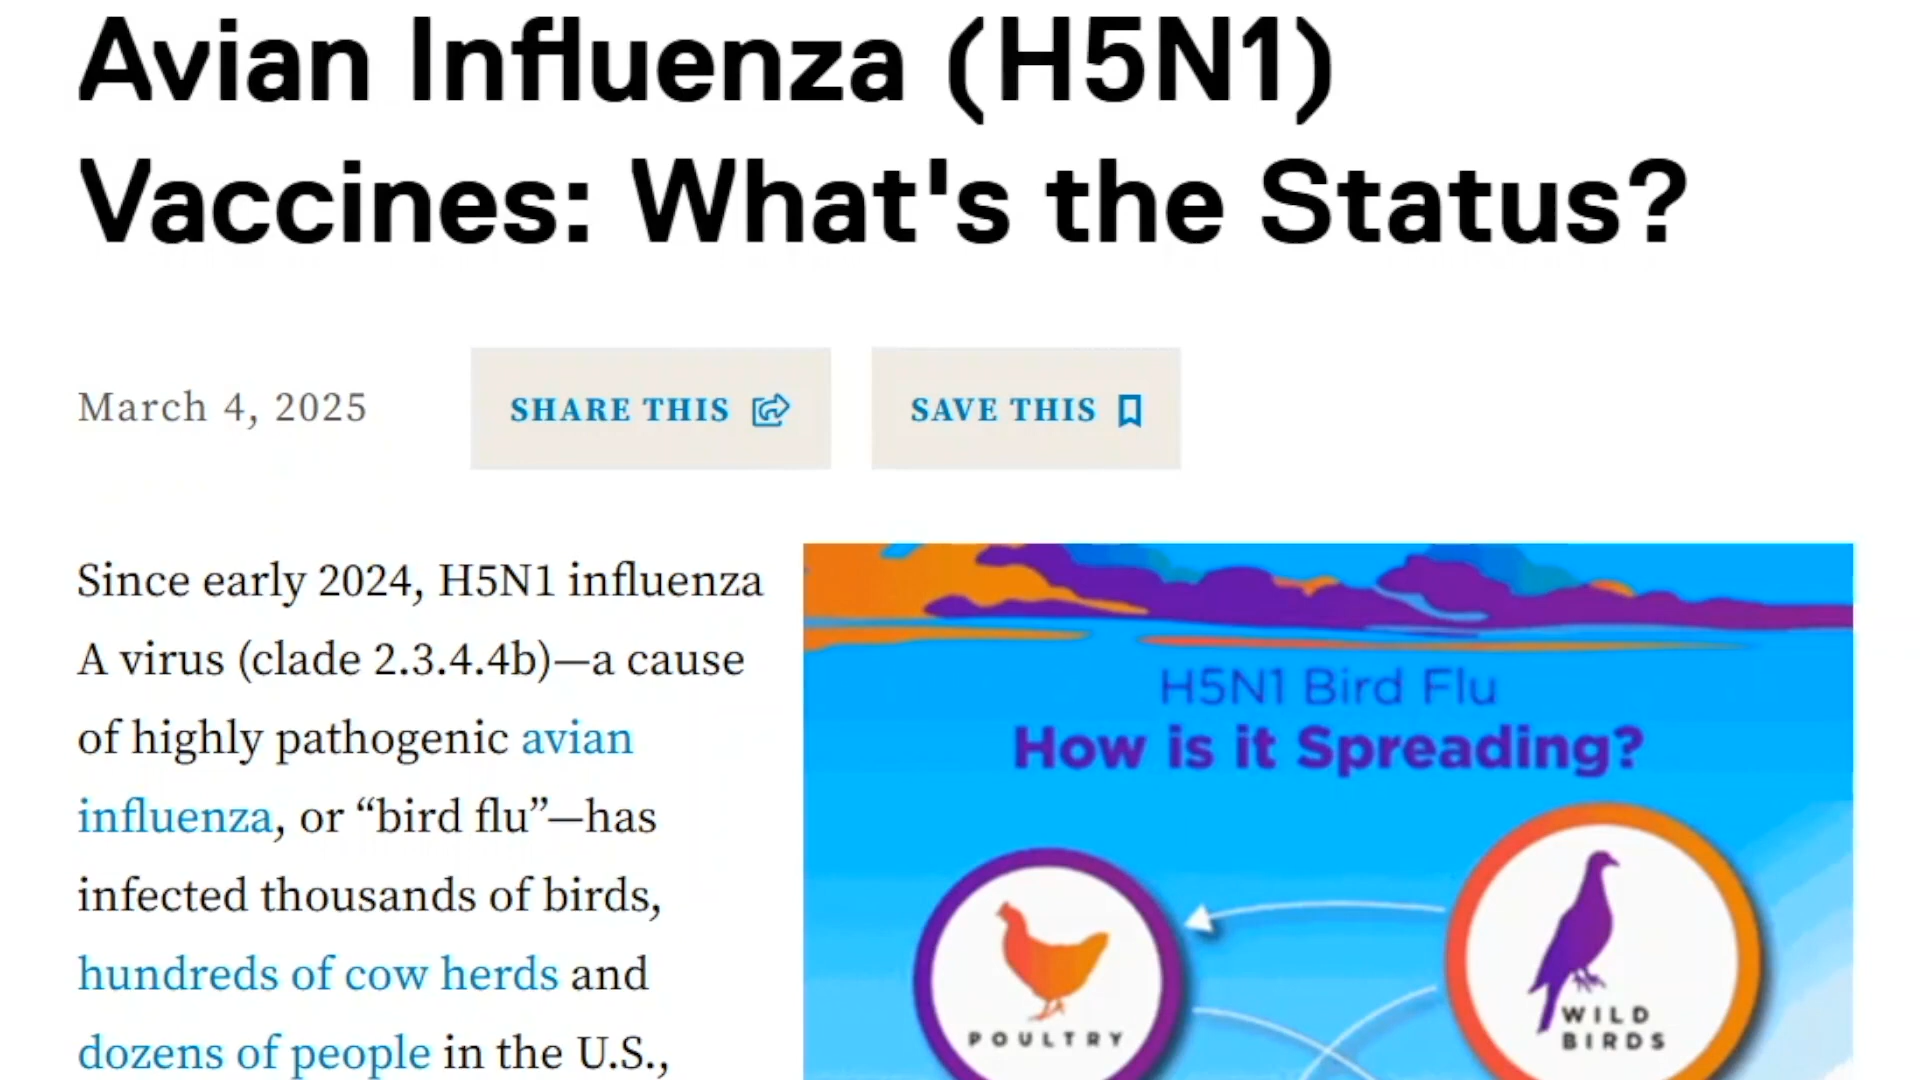 Avian Influenza (H5N1)
Vaccines: What's the Status?
March 4, 2025
SHARE THIS
SAVE THIS
Since early 2024, H5N1 influenza
A virus (clade 2.3.4.4b)—a cause
of highly pathogenic avian
influenza, or “bird flu”—has
infected thousands of birds,
hundreds of cow herds and
dozens of people in the U.S.,
H5N1 Bird Flu
How is it Spreading?
POULTRY
WILD
BIRDS